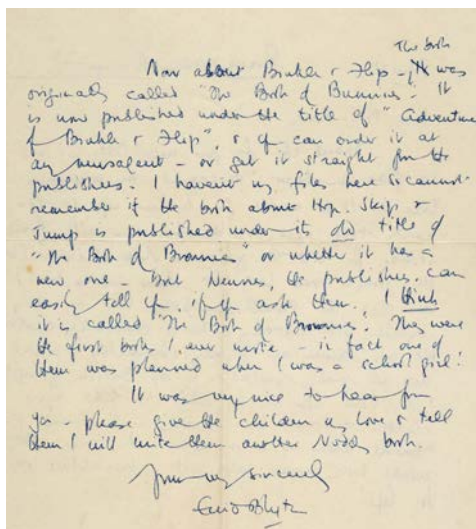 The book
Now about Binkle & Flip - it was
originally called "The Book of Bunnies". It
is now published under the title of "Adventures
of Binkle & Flip", & you can order it at
any newsagent - or get it straight from the
publishers. I haven't my files here so cannot
remember if the book about Hop, Skip &
Jump is published under its old title of
"The Book of Brownies" or whether it has a
new one - But Newnes, the publishers, can
easily tell you, if you ask them. I think
it is called "The Book of Brownies". They were
the first books I ever wrote - in fact one of
them was planned when I was a school girl!
It was very nice to hear from
you - please give the children my love & tell
them I will write them another Noddy book.
Yours very sincerely
Enid Blyton